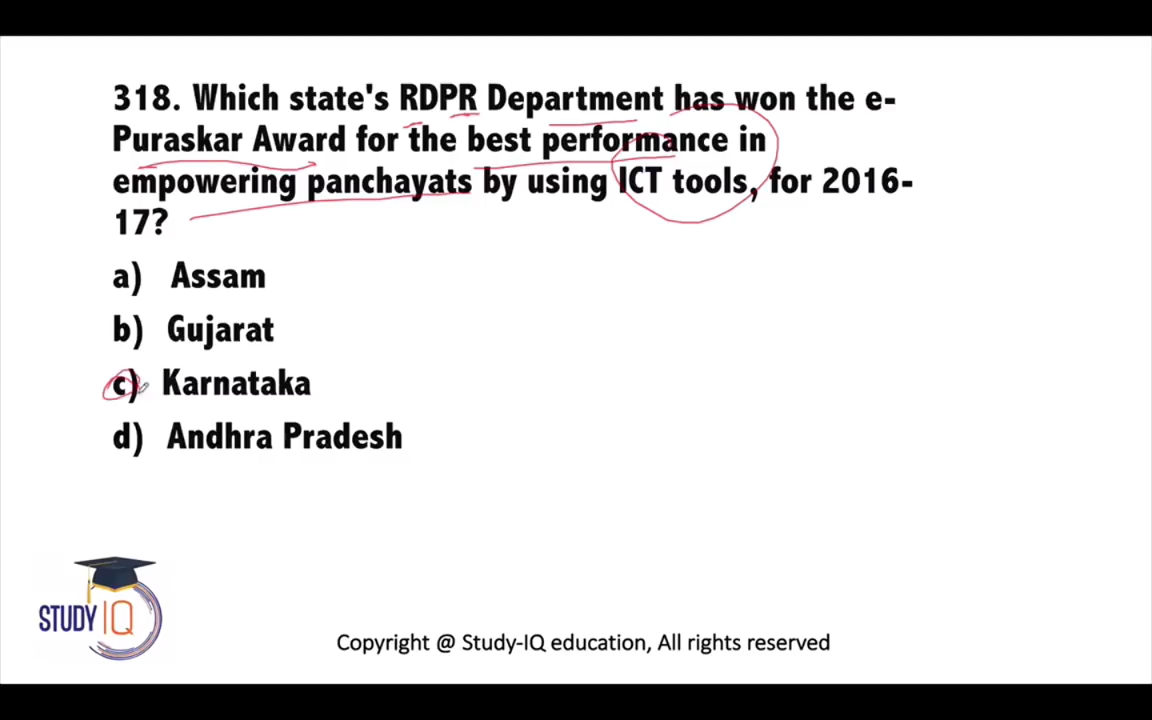 318. Which state's RDPR Department has won the e-
Puraskar Award for the best performance in
empowering panchayats by using ICT tools, for 2016-
17?
a) Assam
b) Gujarat
c) Karnataka
d) Andhra Pradesh
STUDY IQ
Copyright @ Study-IQ education, All rights reserved